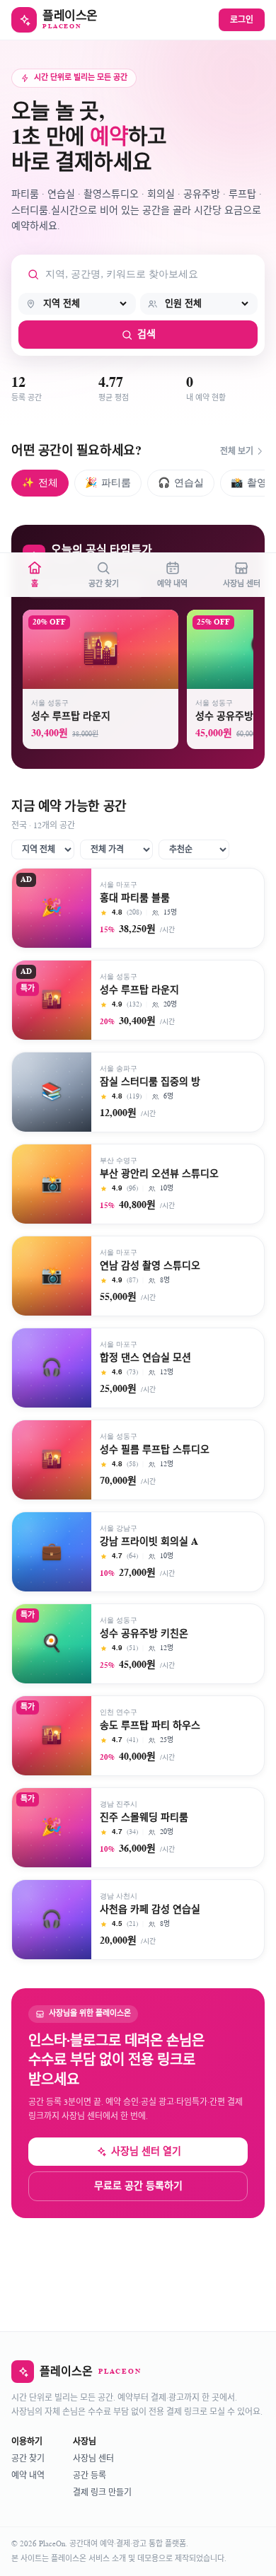 플레이스온
PLACEON
로그인
시간 단위로 빌리는 모든 공간
오늘 놀 곳,
1초 만에 예약하고
바로 결제하세요
파티룸 · 연습실 · 촬영스튜디오 · 회의실 · 공유주방 · 루프탑 ·
스터디룸 실시간으로 비어 있는 공간을 골라 시간당 요금으로
예약하세요.
지역, 공간명, 키워드로 찾아보세요
지역 전체
인원 전체
검색
12
등록 공간
4.77
평균 평점
0
내 예약 현황
어떤 공간이 필요하세요?
전체 보기
전체
파티룸
연습실
촬영
오늘의 공실 타임특가
홈
공간 찾기
예약 내역
사장님 센터
20% OFF
서울 성동구
성수 루프탑 라운지
30,400원 38,000원
25% OFF
서울 성동구
성수 공유주방
45,000원 60,00
지금 예약 가능한 공간
전국 · 12개의 공간
지역 전체
전체 가격
추천순
AD
서울 마포구
홍대 파티룸 블룸
4.8 (208) 15명
15% 38,250원 /시간
AD
특가
서울 성동구
성수 루프탑 라운지
4.9 (132) 20명
20% 30,400원 /시간
서울 송파구
잠실 스터디룸 집중의 방
4.8 (119) 6명
12,000원 /시간
부산 수영구
부산 광안리 오션뷰 스튜디오
4.9 (96) 10명
15% 40,800원 /시간
서울 마포구
연남 감성 촬영 스튜디오
4.9 (87) 8명
55,000원 /시간
서울 마포구
합정 댄스 연습실 모션
4.6 (73) 12명
25,000원 /시간
서울 성동구
성수 필름 루프탑 스튜디오
4.8 (58) 12명
70,000원 /시간
서울 강남구
강남 프라이빗 회의실 A
4.7 (64) 10명
10% 27,000원 /시간
특가
서울 성동구
성수 공유주방 키친온
4.9 (51) 12명
25% 45,000원 /시간
특가
인천 연수구
송도 루프탑 파티 하우스
4.7 (41) 25명
20% 40,000원 /시간
특가
경남 진주시
진주 스몰웨딩 파티룸
4.7 (34) 20명
10% 36,000원 /시간
경남 사천시
사천읍 카페 감성 연습실
4.5 (21) 8명
20,000원 /시간
사장님을 위한 플레이스온
인스타·블로그로 데려온 손님은
수수료 부담 없이 전용 링크로
받으세요
공간 등록 3분이면 끝. 예약 승인·공실 광고·타임특가·간편 결제
링크까지 사장님 센터에서 한 번에.
사장님 센터 열기
무료로 공간 등록하기
플레이스온 PLACEON
시간 단위로 빌리는 모든 공간. 예약부터 결제·광고까지 한 곳에서.
사장님의 자체 손님은 수수료 부담 없이 전용 결제 링크로 모실 수 있어요.
이용하기
공간 찾기
예약 내역
사장님
사장님 센터
공간 등록
결제 링크 만들기
© 2026 PlaceOn. 공간대여 예약·결제·광고 통합 플랫폼
본 사이트는 플레이스온 서비스 소개 및 데모용으로 제작되었습니다.